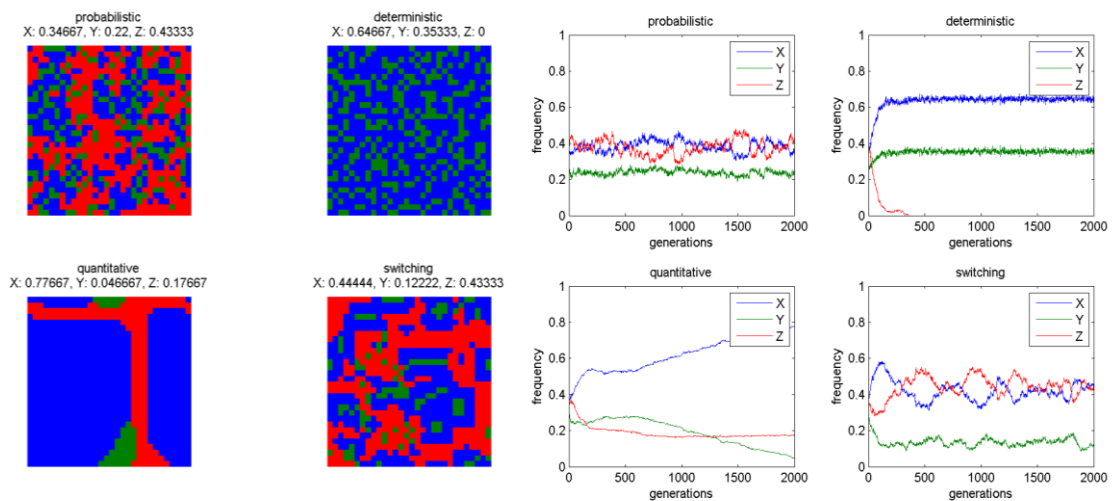 probabilistic
X: 0.34667, Y: 0.22, Z: 0.43333
deterministic
X: 0.64667, Y: 0.35333, Z: 0
probabilistic
1
0.8
0.6
0.4
0.2
0
frequency
X
Y
Z
0 500 1000 1500 2000
generations
deterministic
1
0.8
0.6
0.4
0.2
0
frequency
X
Y
Z
0 500 1000 1500 2000
generations
quantitative
X: 0.77667, Y: 0.046667, Z: 0.17667
switching
X: 0.44444, Y: 0.12222, Z: 0.43333
quantitative
1
0.8
0.6
0.4
0.2
0
frequency
X
Y
Z
0 500 1000 1500 2000
generations
switching
1
0.8
0.6
0.4
0.2
0
frequency
X
Y
Z
0 500 1000 1500 2000
generations